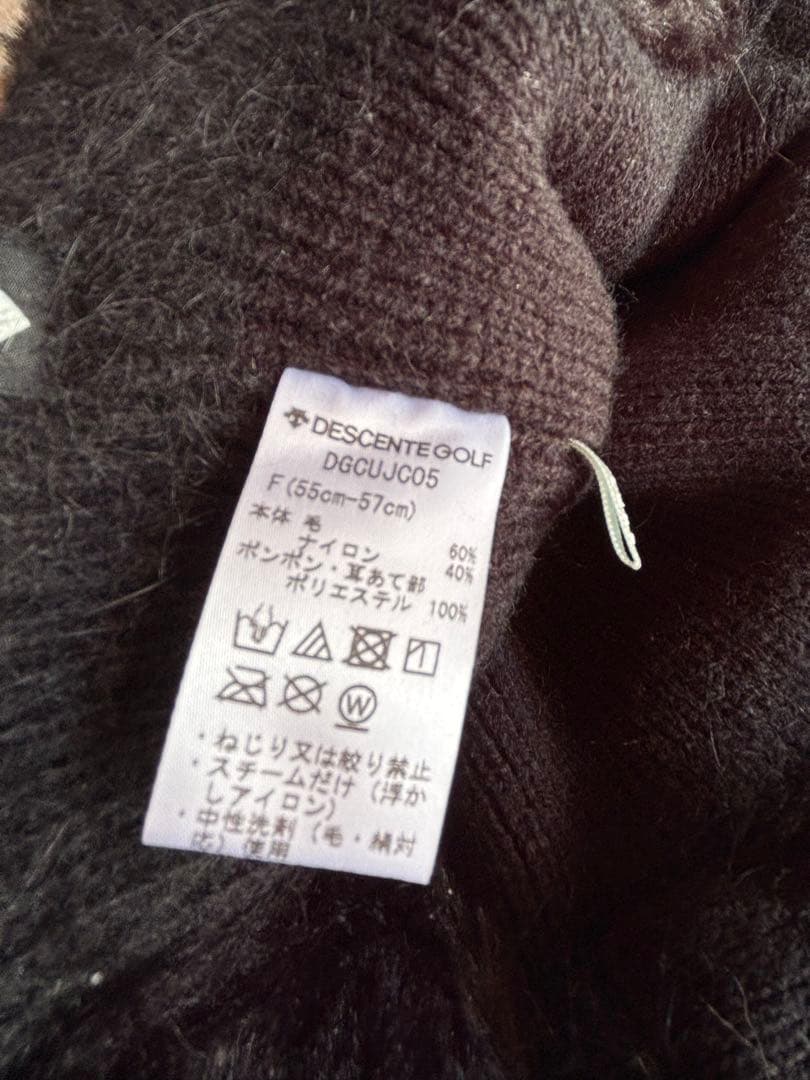 DESCENTE GOLF
DGCUJC05
F(55cm-57cm)
本体 毛 60%
ナイロン 40%
ポンポン・耳あて部
ポリエステル 100%
W
・ねじり又は絞り禁止
・スチームだけ（浮か
しアイロン）
・中性洗剤（毛・絹対
応）使用